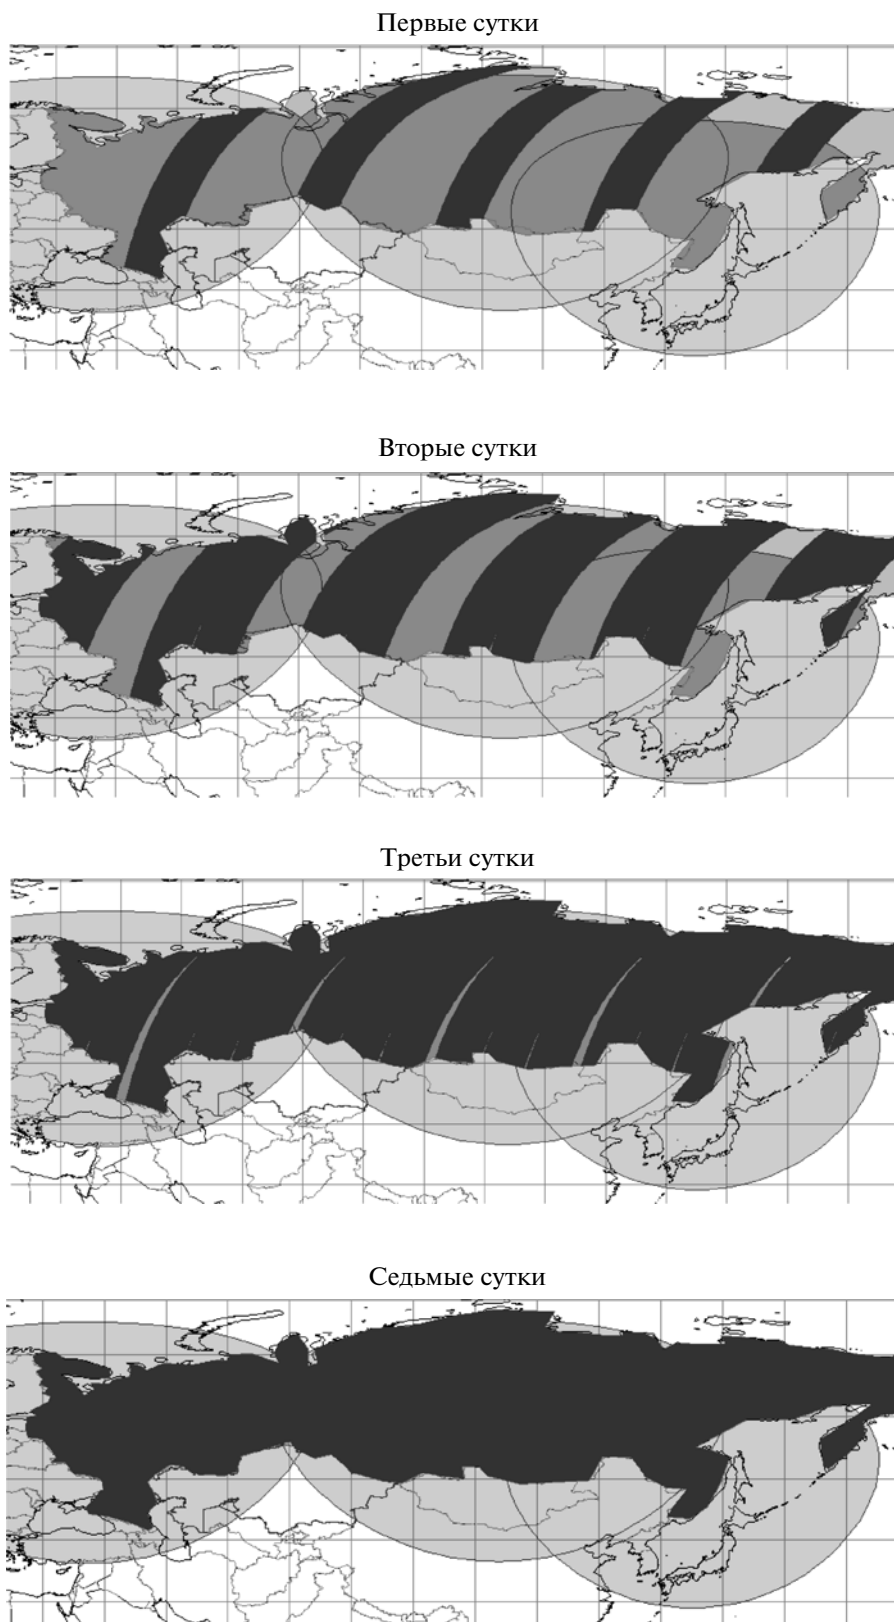 Первые сутки
Вторые сутки
Третьи сутки
Седьмые сутки